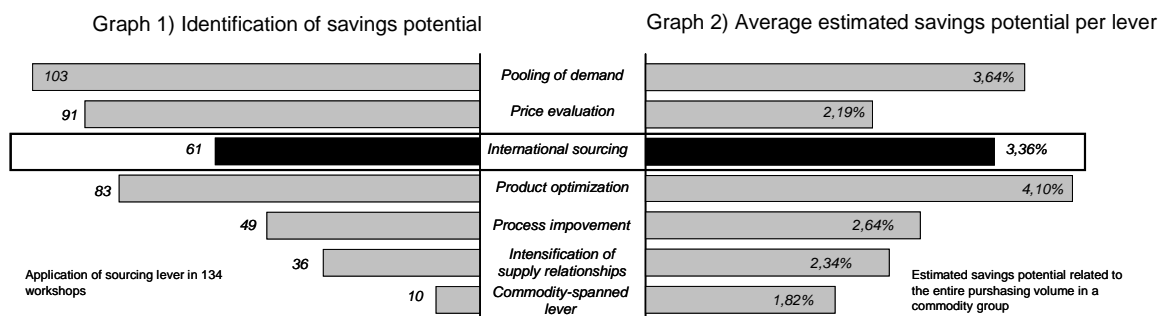 Graph 1) Identification of savings potential
Graph 2) Average estimated savings potential per lever
103
Pooling of demand
3,64%
91
Price evaluation
2,19%
61
International sourcing
3,36%
83
Product optimization
4,10%
49
Process impovement
2,64%
36
Intensification of
supply relationships
2,34%
10
Commodity-spanned
lever
1,82%
Application of sourcing lever in 134
workshops
Estimated savings potential related to
the entire purshasing volume in a
commodity group